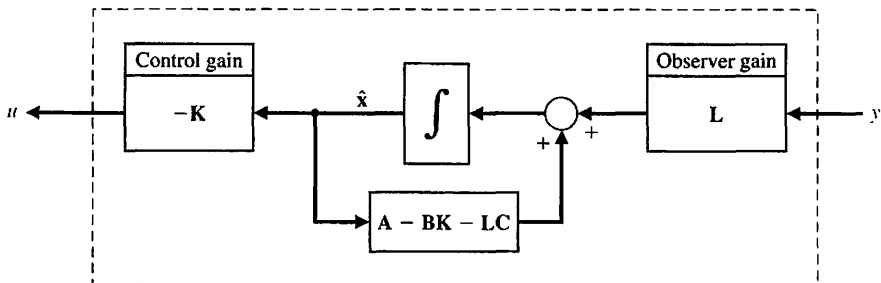 Control gain
Observer gain
u
−K
x̂
∫
+
+
L
y
A − BK − LC